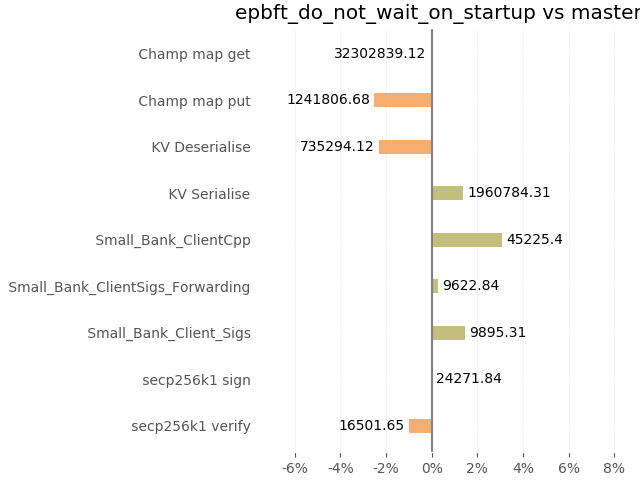 epbft_do_not_wait_on_startup vs master
Champ map get 32302839.12
Champ map put 1241806.68
KV Deserialise 735294.12
KV Serialise 1960784.31
Small_Bank_ClientCpp 45225.4
Small_Bank_ClientSigs_Forwarding 9622.84
Small_Bank_Client_Sigs 9895.31
secp256k1 sign 24271.84
secp256k1 verify 16501.65
-6% -4% -2% 0% 2% 4% 6% 8%